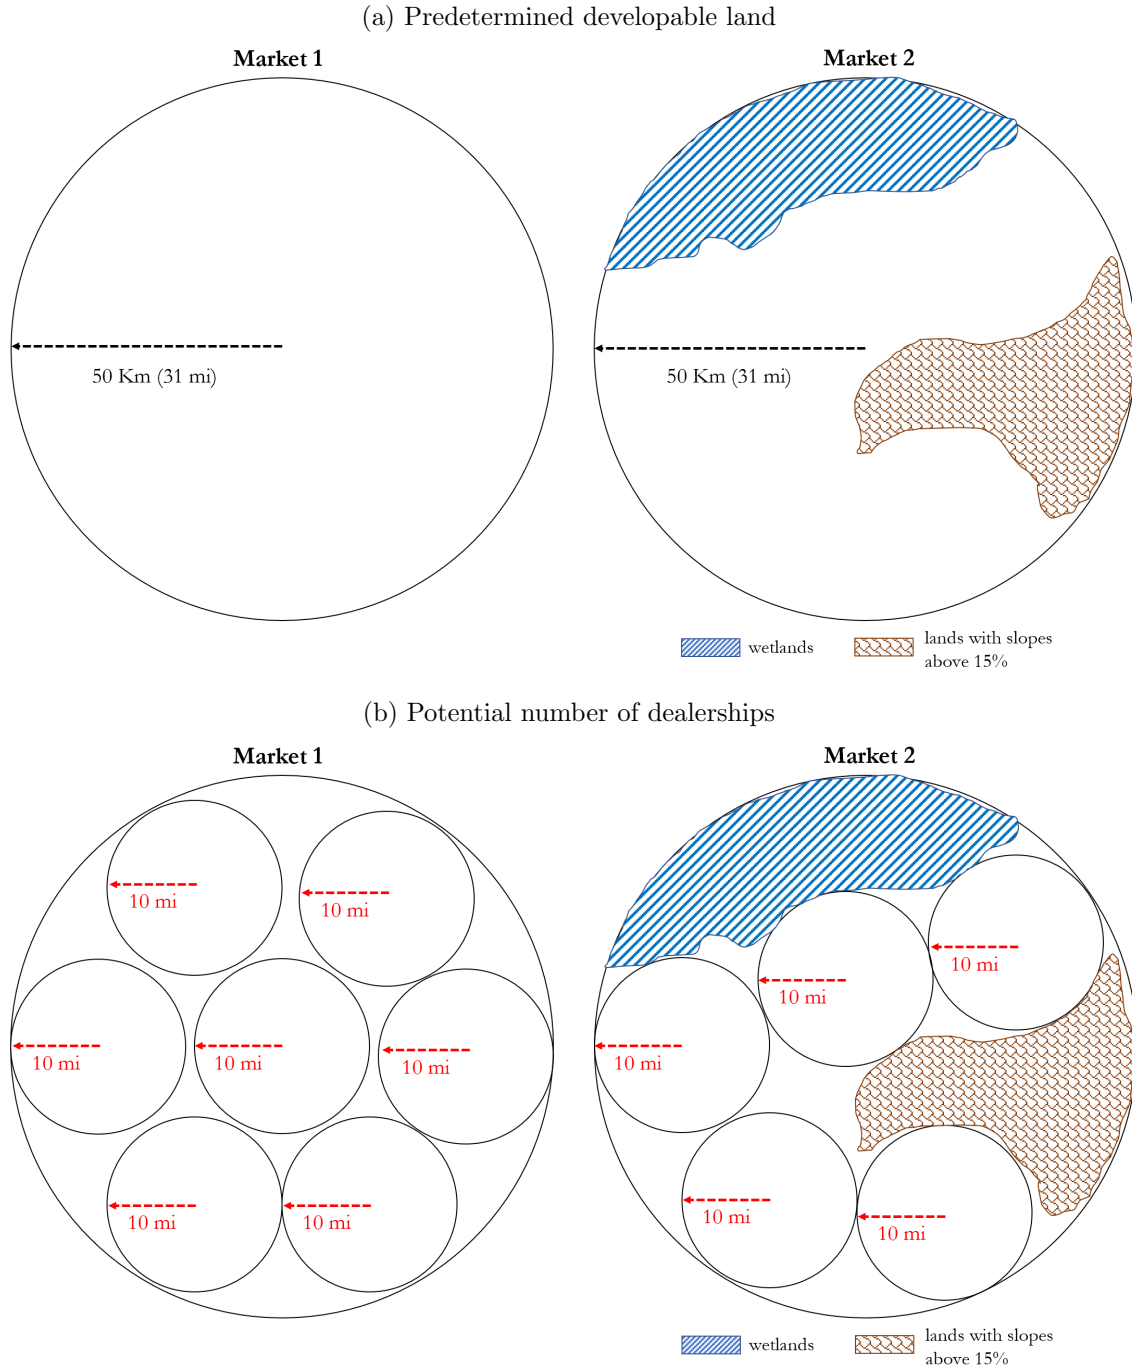 (a) Predetermined developable land
Market 1
Market 2
50 Km (31 mi)
50 Km (31 mi)
wetlands
lands with slopes
above 15%
(b) Potential number of dealerships
Market 1
Market 2
10 mi
10 mi
10 mi
10 mi
10 mi
10 mi
10 mi
10 mi
10 mi
10 mi
10 mi
10 mi
wetlands
lands with slopes
above 15%